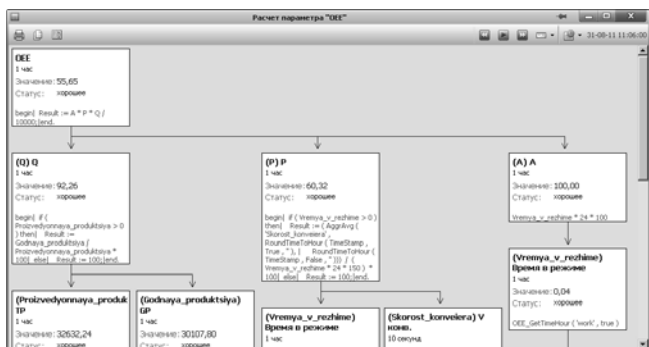 Расчет параметра "OEE"
31-08-11 11:06:00
OEE
1 час
Значение: 55,65
Статус: хорошее
begin| Result := A * P * Q /
10000;|end.
(Q) Q
1 час
Значение: 92,26
Статус: хорошее
begin| if (
Proizvedyonnaya_produktsiya > 0
) then| Result :=
Godnaya_produktsiya /
Proizvedyonnaya_produktsiya *
100| else| Result := 100;|end.
(P) P
1 час
Значение: 60,32
Статус: хорошее
begin| if ( Vremya_v_rezhime > 0 )
then| Result := ( AggrAvg (
'Skorost_konveiera' ,
RoundTimeToHour ( TimeStamp ,
True , '' ), | RoundTimeToHour (
TimeStamp , False , '' ))) / (
Vremya_v_rezhime * 24 * 150 ) *
100| else| Result := 100;|end.
(A) A
1 час
Значение: 100,00
Статус: хорошее
Vremya_v_rezhime * 24 * 100
(Vremya_v_rezhime)
Время в режиме
1 час
Значение: 0,04
Статус: хорошее
OEE_GetTimeHour ( 'work' , true )
(Proizvedyonnaya_produk
TP
1 час
Значение: 32632,24
Статус: хорошее
(Godnaya_produktsiya)
GP
1 час
Значение: 30107,80
Статус: хорошее
(Vremya_v_rezhime)
Время в режиме
1 час
(Skorost_konveiera) V
конв.
10 секунд